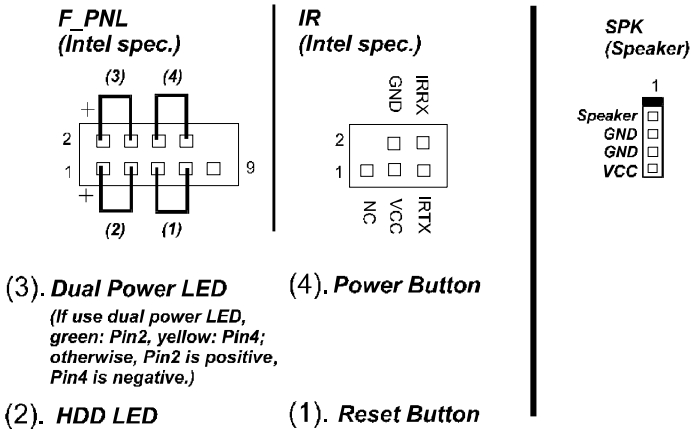 F_PNL
(Intel spec.)
(3) (4)
+
2
1
9
+
(2) (1)
IR
(Intel spec.)
GND
IRRX
2
1
NC
VCC
IRTX
SPK
(Speaker)
1
Speaker
GND
GND
VCC
(3). Dual Power LED
(If use dual power LED,
green: Pin2, yellow: Pin4;
otherwise, Pin2 is positive,
Pin4 is negative.)
(4). Power Button
(2). HDD LED
(1). Reset Button